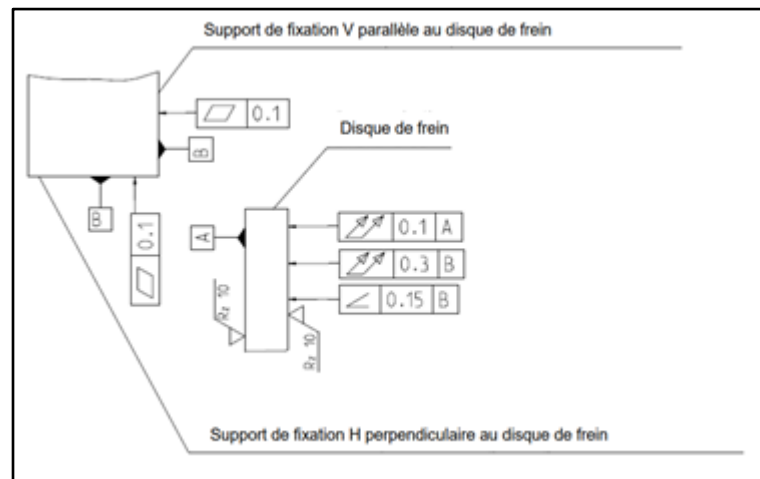 Support de fixation V parallèle au disque de frein
0.1
B
Disque de frein
B
0.1
A
0.1 A
0.3 B
0.15 B
Rz 10
Rz 10
Support de fixation H perpendiculaire au disque de frein